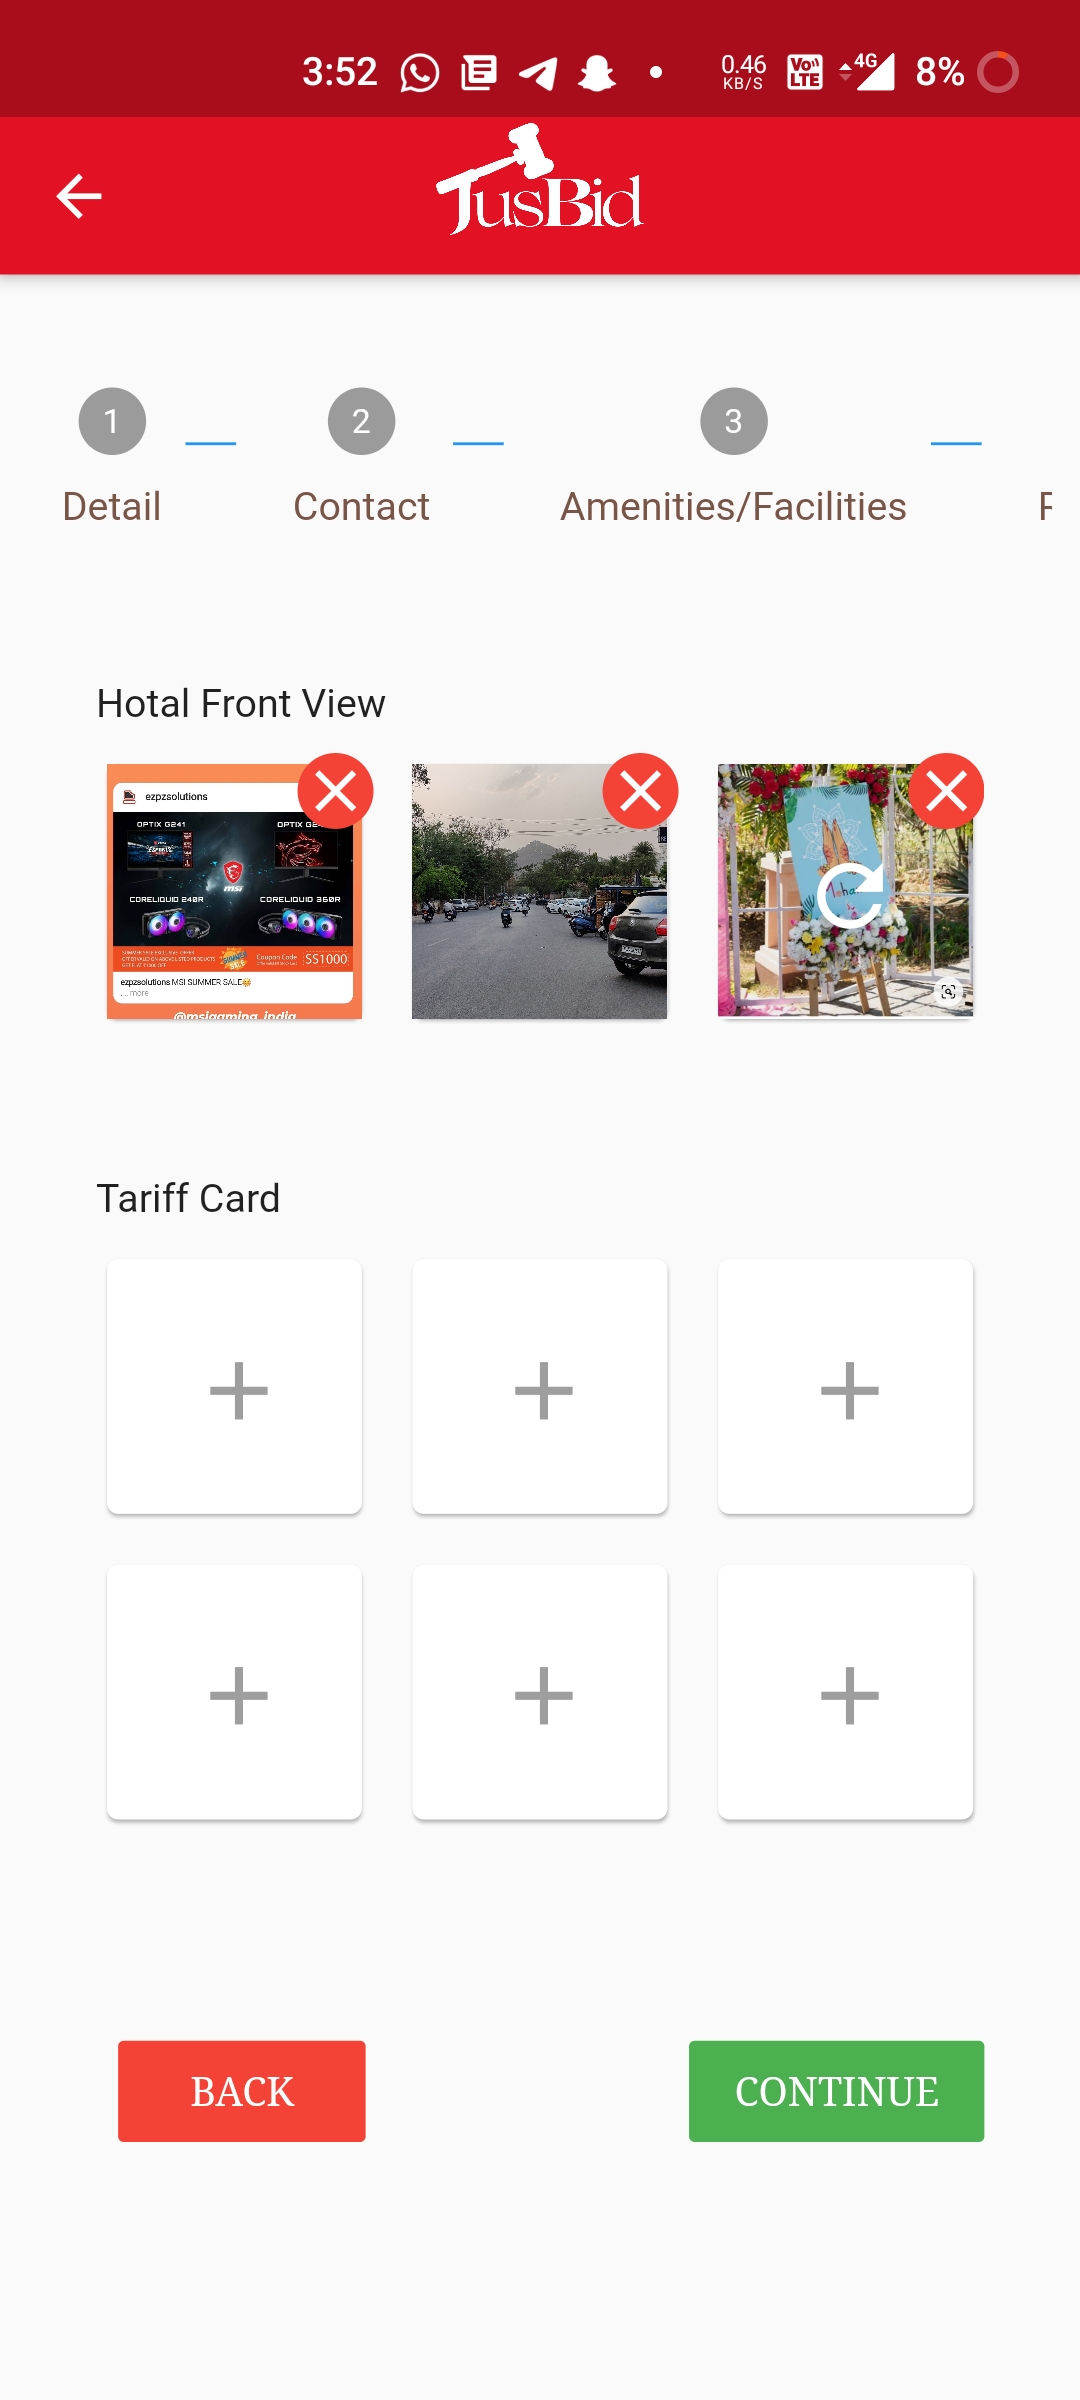 3:52 0.46 KB/S Vo)) LTE 4G 8%
TusBid
1 2 3
Detail Contact Amenities/Facilities
Hotal Front View
ezpzsolutions
OPTIX G241
msi
CORELIQUID 240R CORELIQUID 360R
Coupon Code SS1000
ezpzsolutions MSI SUMMER SALE
... more
@msigaming_india
Tariff Card
BACK CONTINUE